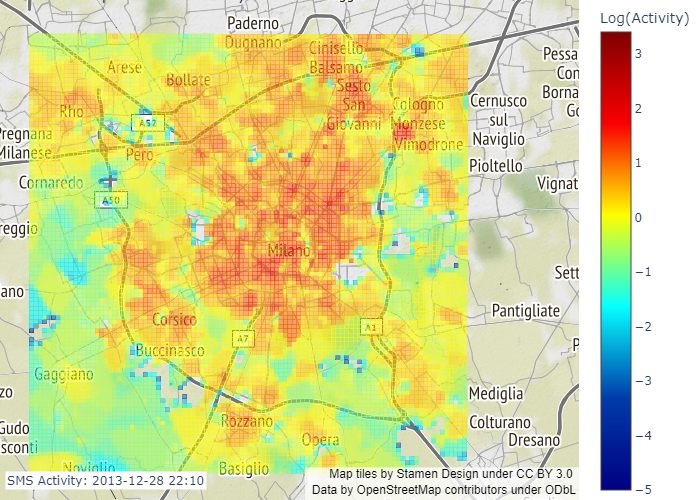 Log(Activity)
Paderno
Dugnano
Cinisello
Balsamo
Arese
Bollate
Sesto
San
Giovanni
Cologno
Monzese
Vimodrone
Rho
A52
Pero
Pregnana
Milanese
Cernusco
sul
Naviglio
Pioltello
Pessa
Con
Borna
Go
Vignat
Cornaredo
A50
reggio
Milano
Sett
ano
Pantigliate
Corsico
A7
A1
Buccinasco
Gaggiano
P
zo
Mediglia
Colturano
Dresano
Gudo
sconti
Rozzano
Opera
Noviglio
Basiglio
3
2
1
0
−1
−2
−3
−4
−5
SMS Activity: 2013-12-28 22:10
Map tiles by Stamen Design under CC BY 3.0
Data by OpenStreetMap contributors under ODbL